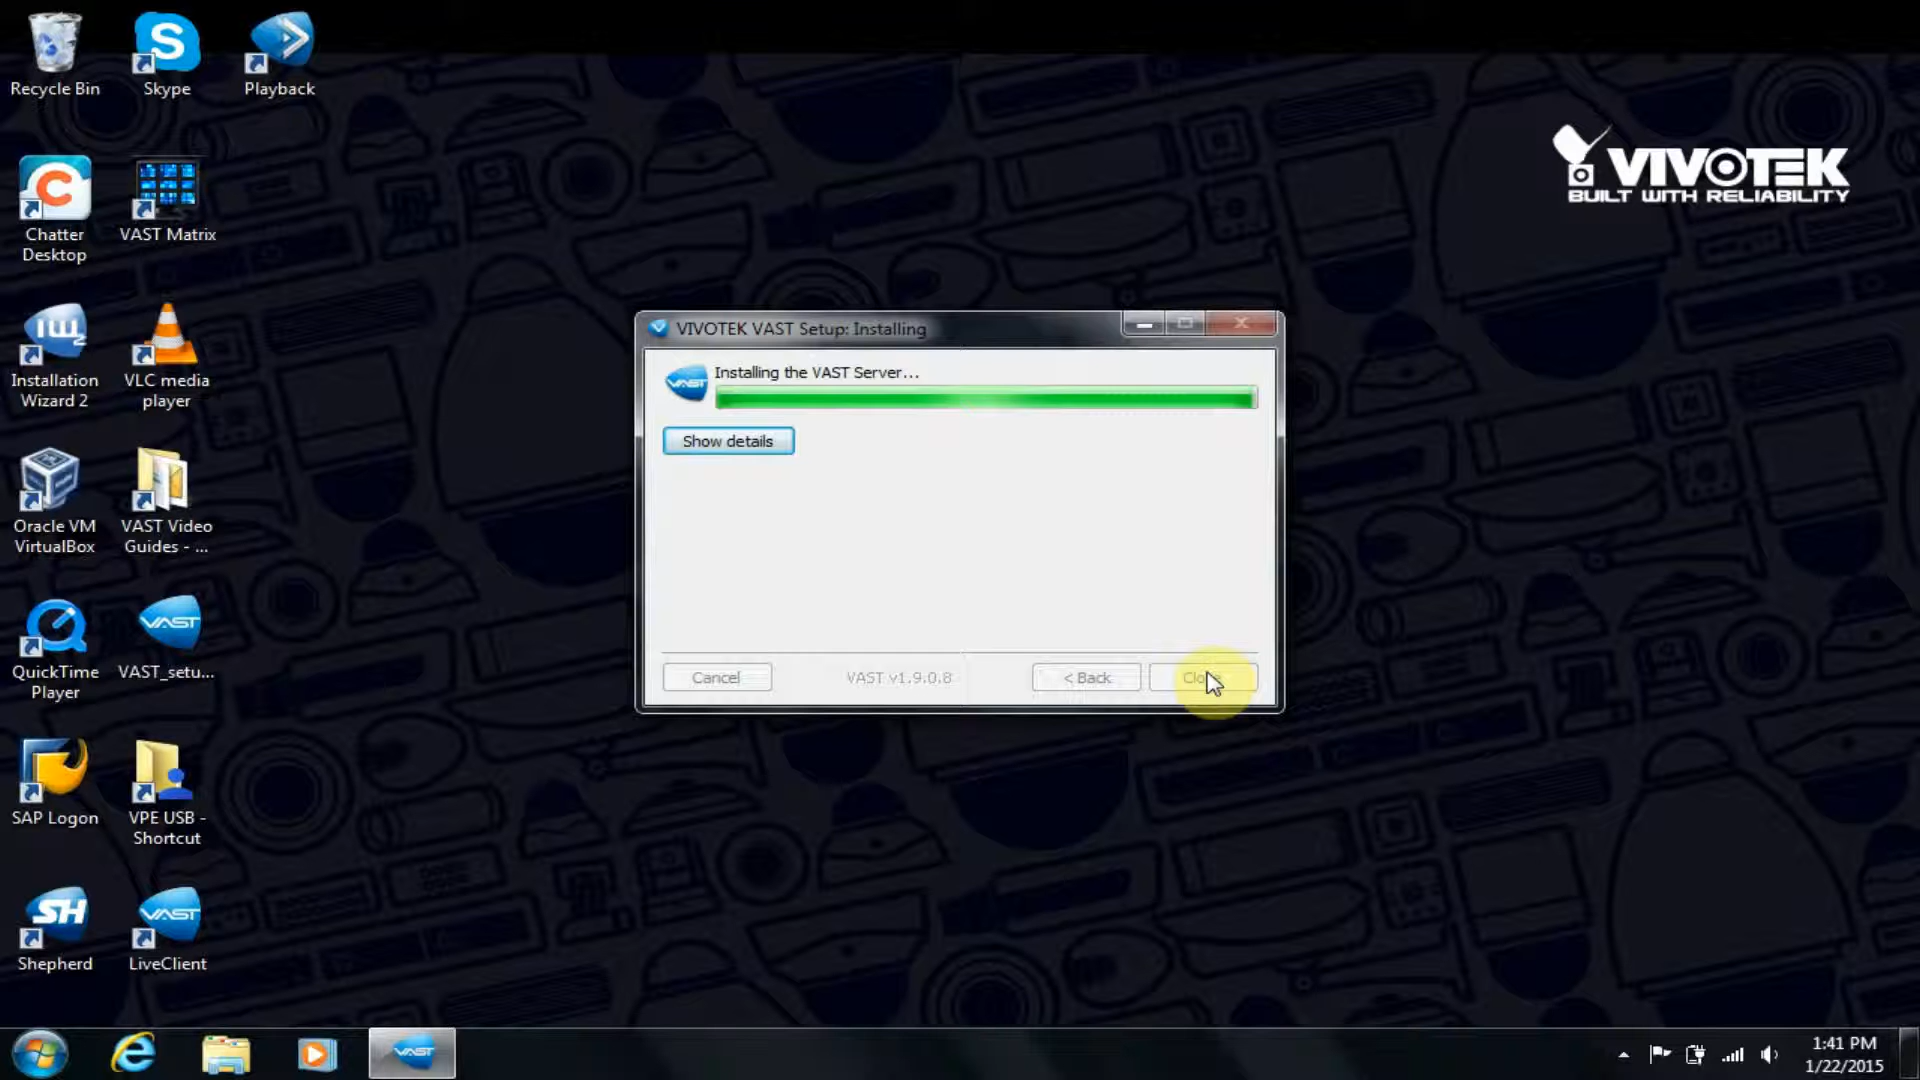 Recycle Bin
Skype
Playback
Chatter
Desktop
VAST Matrix
Installation
Wizard 2
VLC media
player
Oracle VM
VirtualBox
VAST Video
Guides - ...
QuickTime
Player
VAST_setu...
SAP Logon
VPE USB -
Shortcut
Shepherd
LiveClient
VIVOTEK
BUILT WITH RELIABILITY
VIVOTEK VAST Setup: Installing
VAST
Installing the VAST Server...
Show details
Cancel
VAST v1.9.0.8
< Back
1:41 PM
1/22/2015